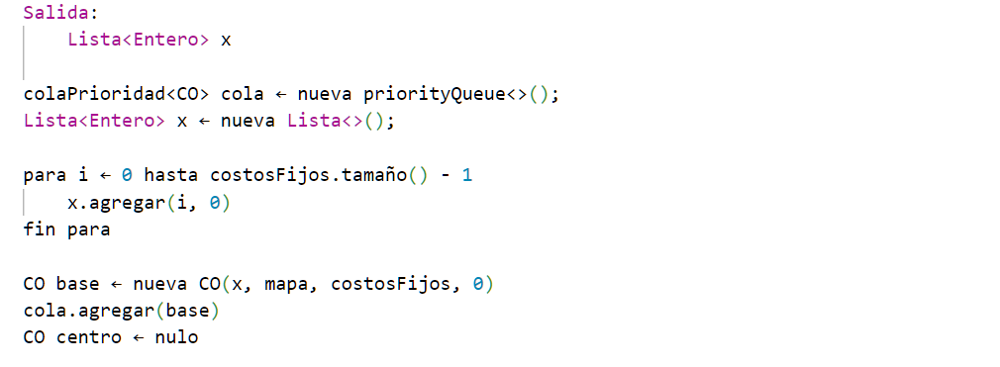 Salida:
Lista<Entero> x
colaPrioridad<CO> cola ← nueva priorityQueue<>();
Lista<Entero> x ← nueva Lista<>();
para i ← 0 hasta costosFijos.tamaño() - 1
x.agregar(i, 0)
fin para
CO base ← nueva CO(x, mapa, costosFijos, 0)
cola.agregar(base)
CO centro ← nulo